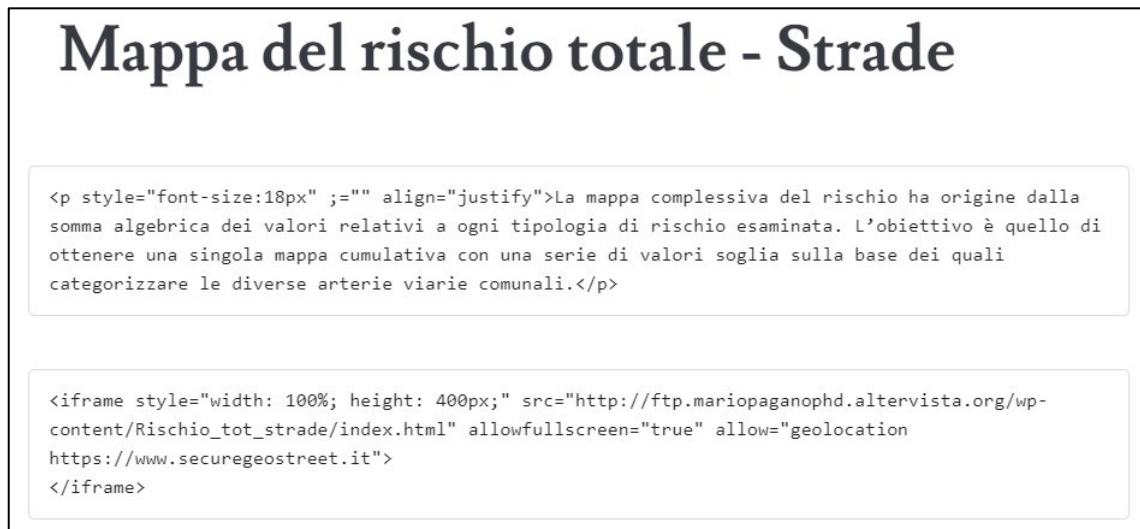 Mappa del rischio totale - Strade
<p style="font-size:18px" ;="" align="justify">La mappa complessiva del rischio ha origine dalla
somma algebrica dei valori relativi a ogni tipologia di rischio esaminata. L’obiettivo è quello di
ottenere una singola mappa cumulativa con una serie di valori soglia sulla base dei quali
categorizzare le diverse arterie viarie comunali.</p>
<iframe style="width: 100%; height: 400px;" src="http://ftp.mariopaganophd.altervista.org/wp-
content/Rischio_tot_strade/index.html" allowfullscreen="true" allow="geolocation
https://www.securegeostreet.it">
</iframe>